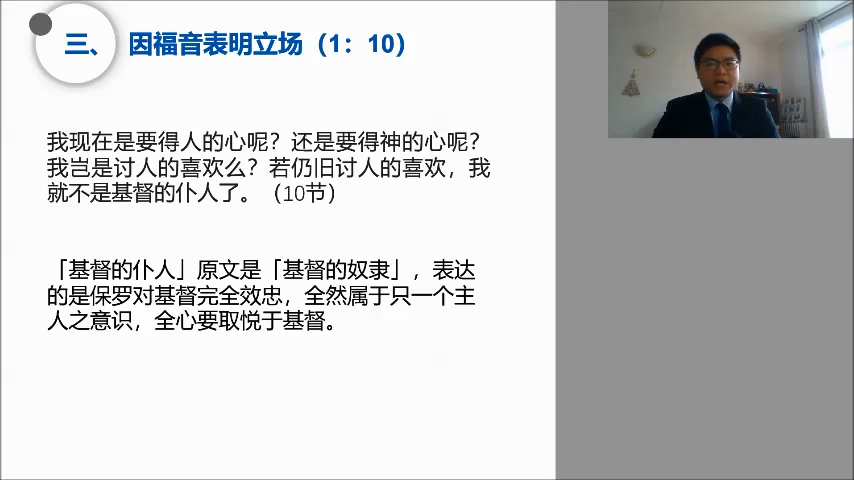 三、 因福音表明立场（1：10）
我现在是要得人的心呢？还是要得神的心呢？
我岂是讨人的喜欢么？若仍旧讨人的喜欢，我
就不是基督的仆人了。（10节）
「基督的仆人」原文是「基督的奴隶」，表达
的是保罗对基督完全效忠，全然属于只一个主
人之意识，全心要取悦于基督。